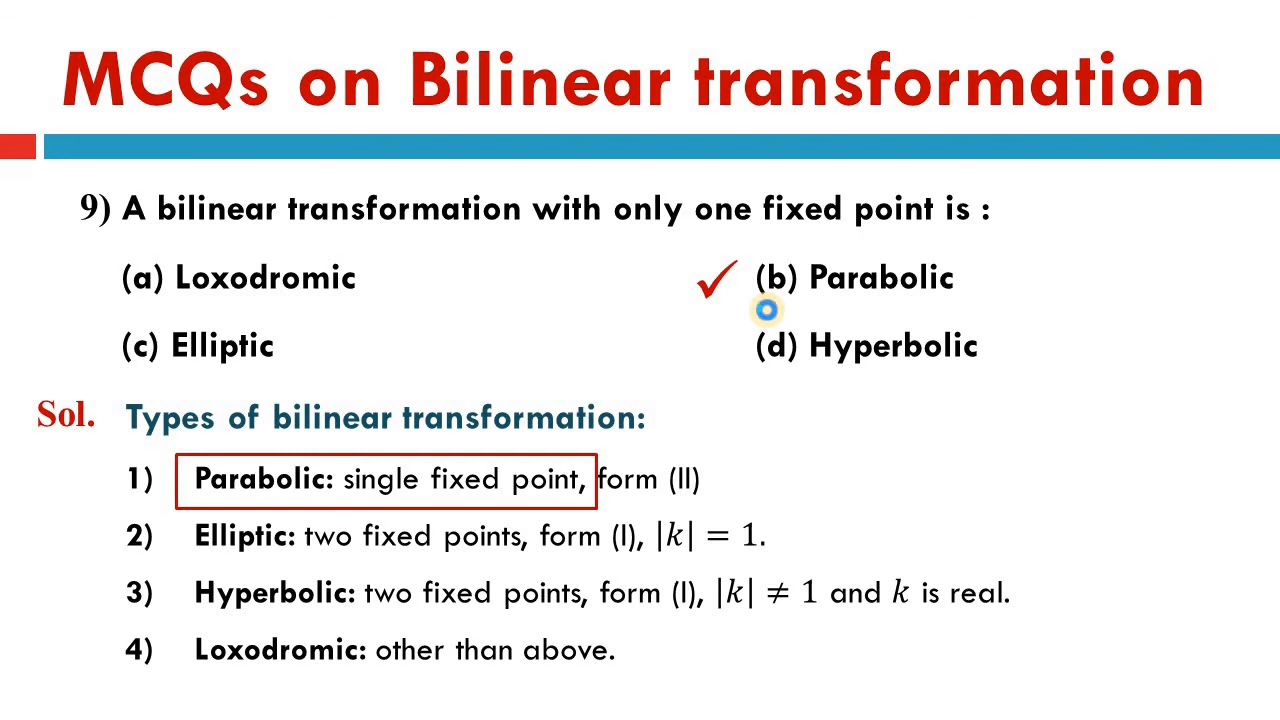 MCQs on Bilinear transformation
9) A bilinear transformation with only one fixed point is :
(a) Loxodromic ✓ (b) Parabolic
(c) Elliptic (d) Hyperbolic
Sol. Types of bilinear transformation:
1) Parabolic: single fixed point, form (II)
2) Elliptic: two fixed points, form (I), |k| = 1.
3) Hyperbolic: two fixed points, form (I), |k| ≠ 1 and k is real.
4) Loxodromic: other than above.